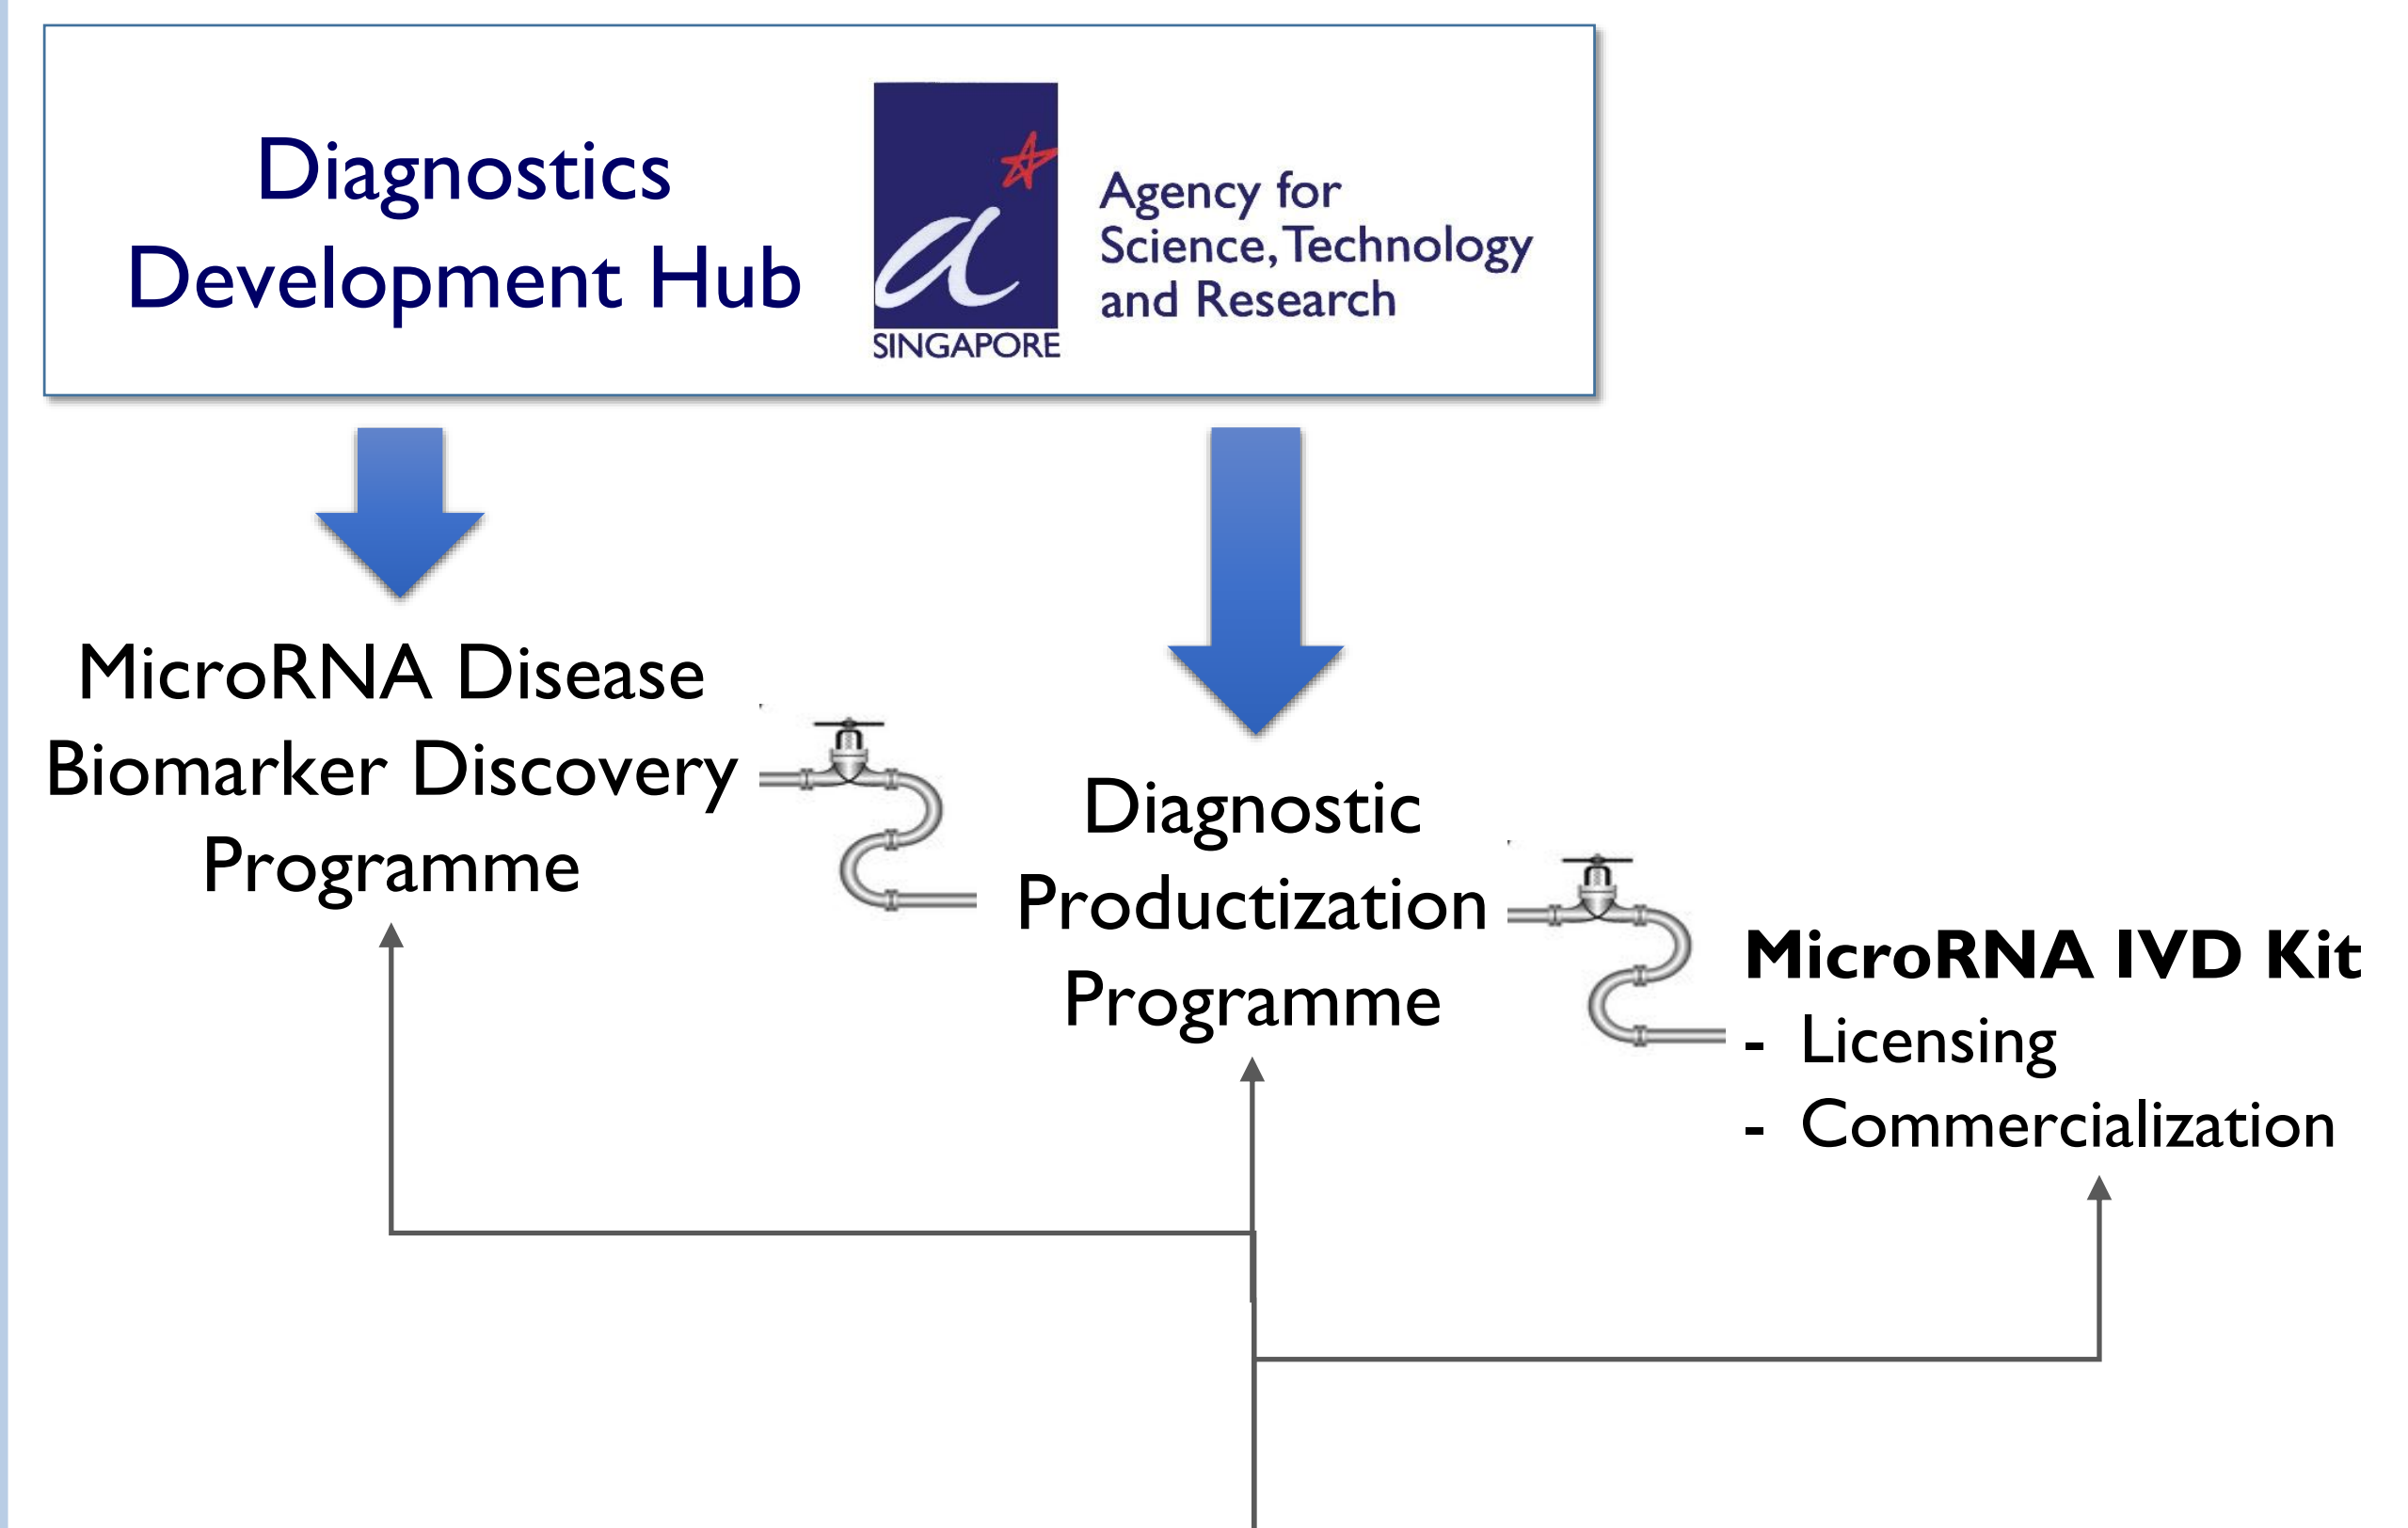 Diagnostics
Development Hub
SINGAPORE
Agency for
Science, Technology
and Research
MicroRNA Disease
Biomarker Discovery
Programme
Diagnostic
Productization
Programme
MicroRNA IVD Kit
- Licensing
- Commercialization